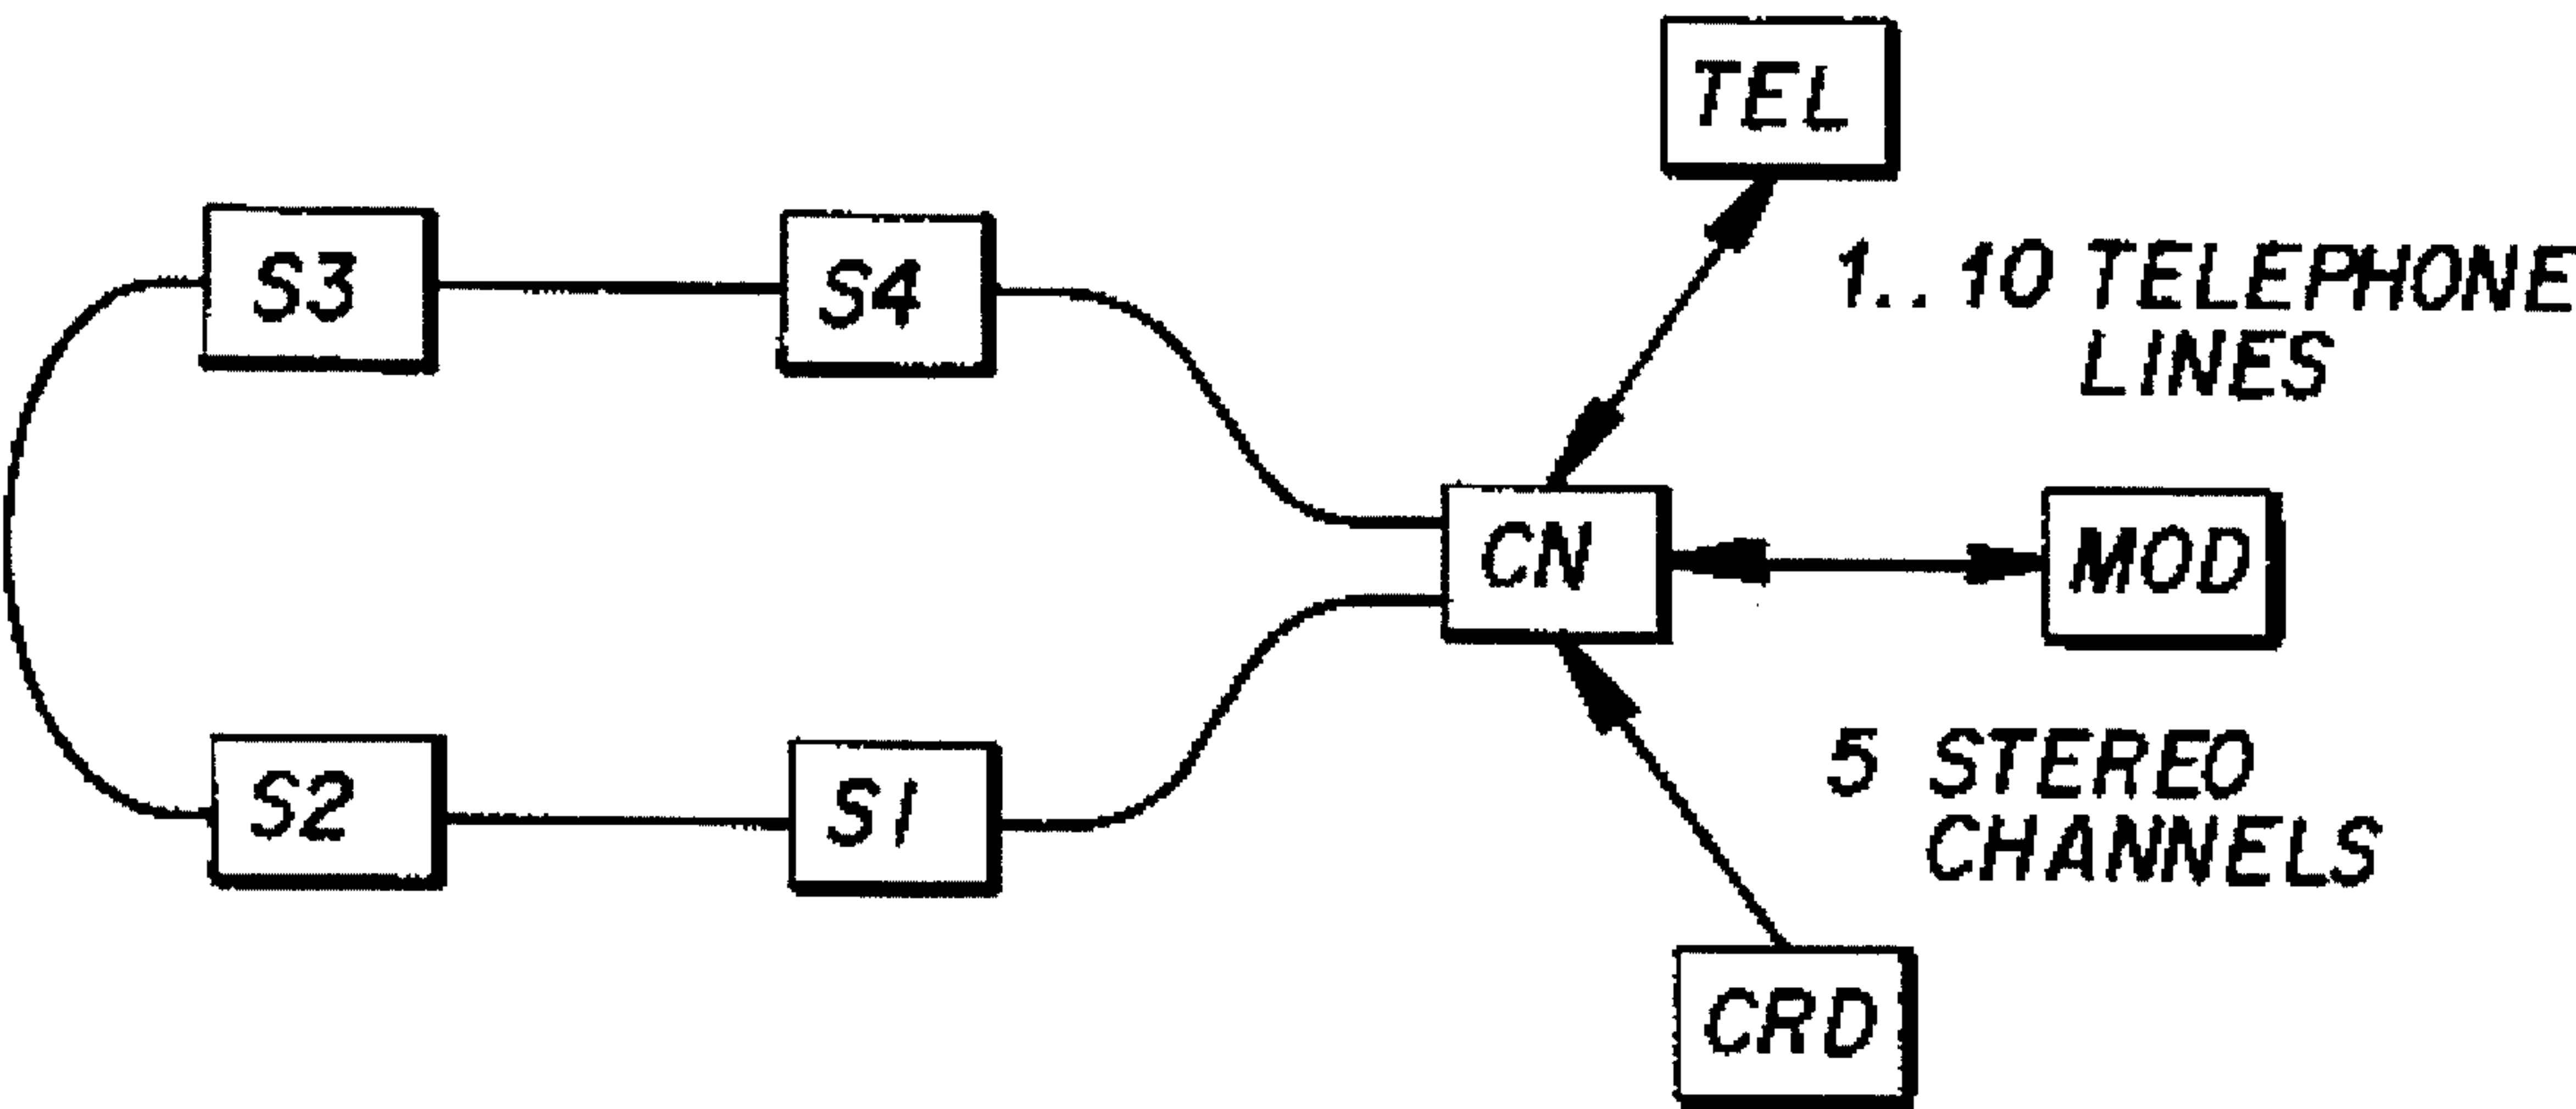 TEL
1..10 TELEPHONE
LINES
S3
S4
CN
MOD
S2
S1
5 STEREO
CHANNELS
CRD